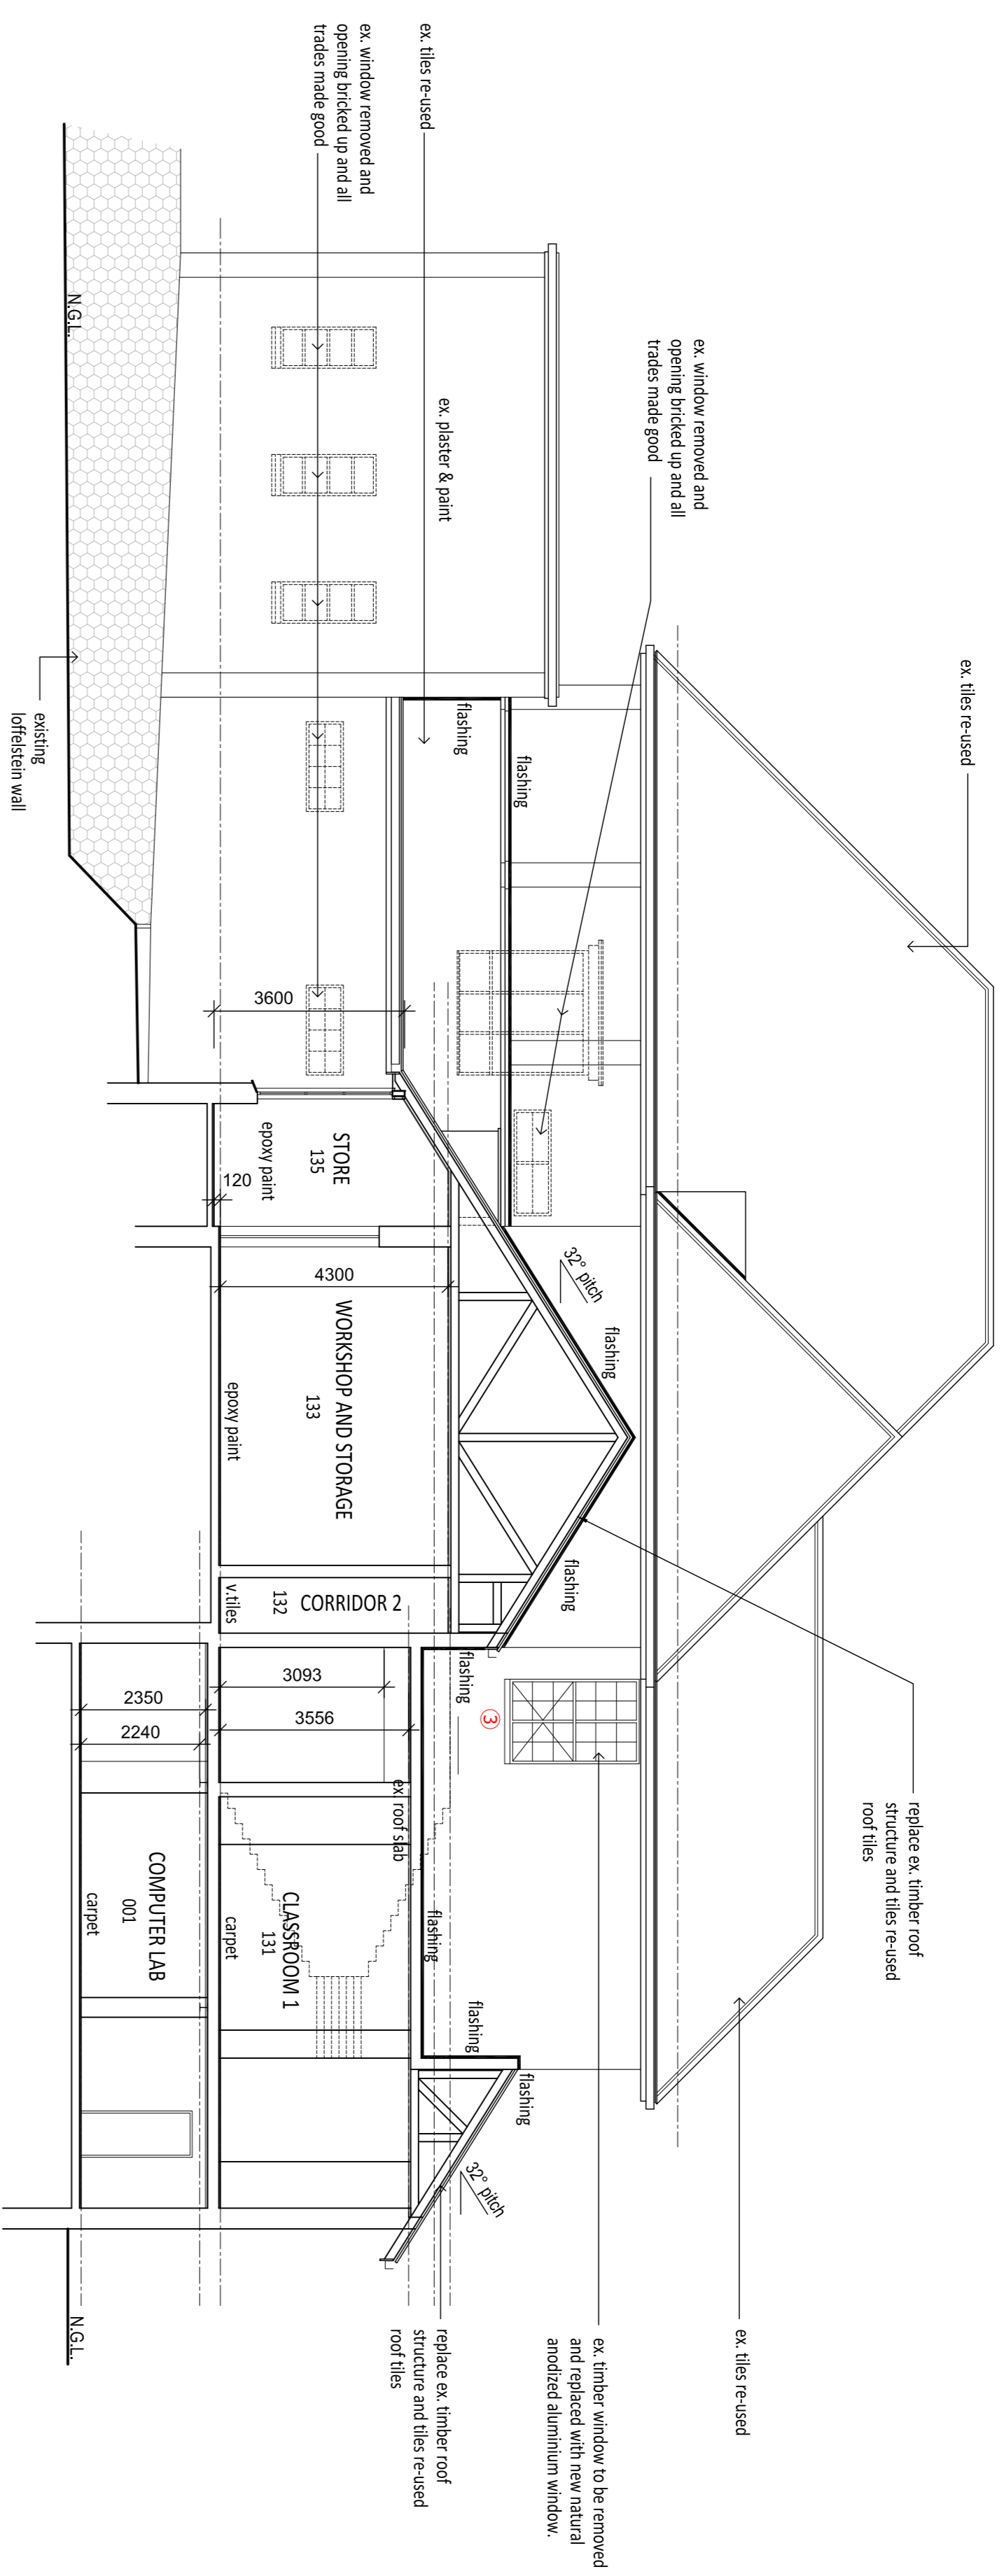 ex. tiles re-used
ex. tiles re-used
ex. window removed and
opening bricked up and all
trades made good
replace ex. timber roof
structure and tiles re-used
roof tiles
ex. tiles re-used
ex. window removed and
opening bricked up and all
trades made good
ex. timber window to be removed
and replaced with new natural
anodized aluminium window.
replace ex. timber roof
structure and tiles re-used
roof tiles
ex. plaster & paint
flashing
flashing
32° pitch
flashing
flashing
flashing
3
ex. roof slab
flashing
flashing
flashing
32° pitch
3600
STORE
135
epoxy paint
120
4300
WORKSHOP AND STORAGE
133
epoxy paint
CORRIDOR 2
132
v.tiles
3093
3556
CLASSROOM 1
131
carpet
2350
2240
COMPUTER LAB
001
carpet
N.G.L.
existing
loffelstein wall
N.G.L.